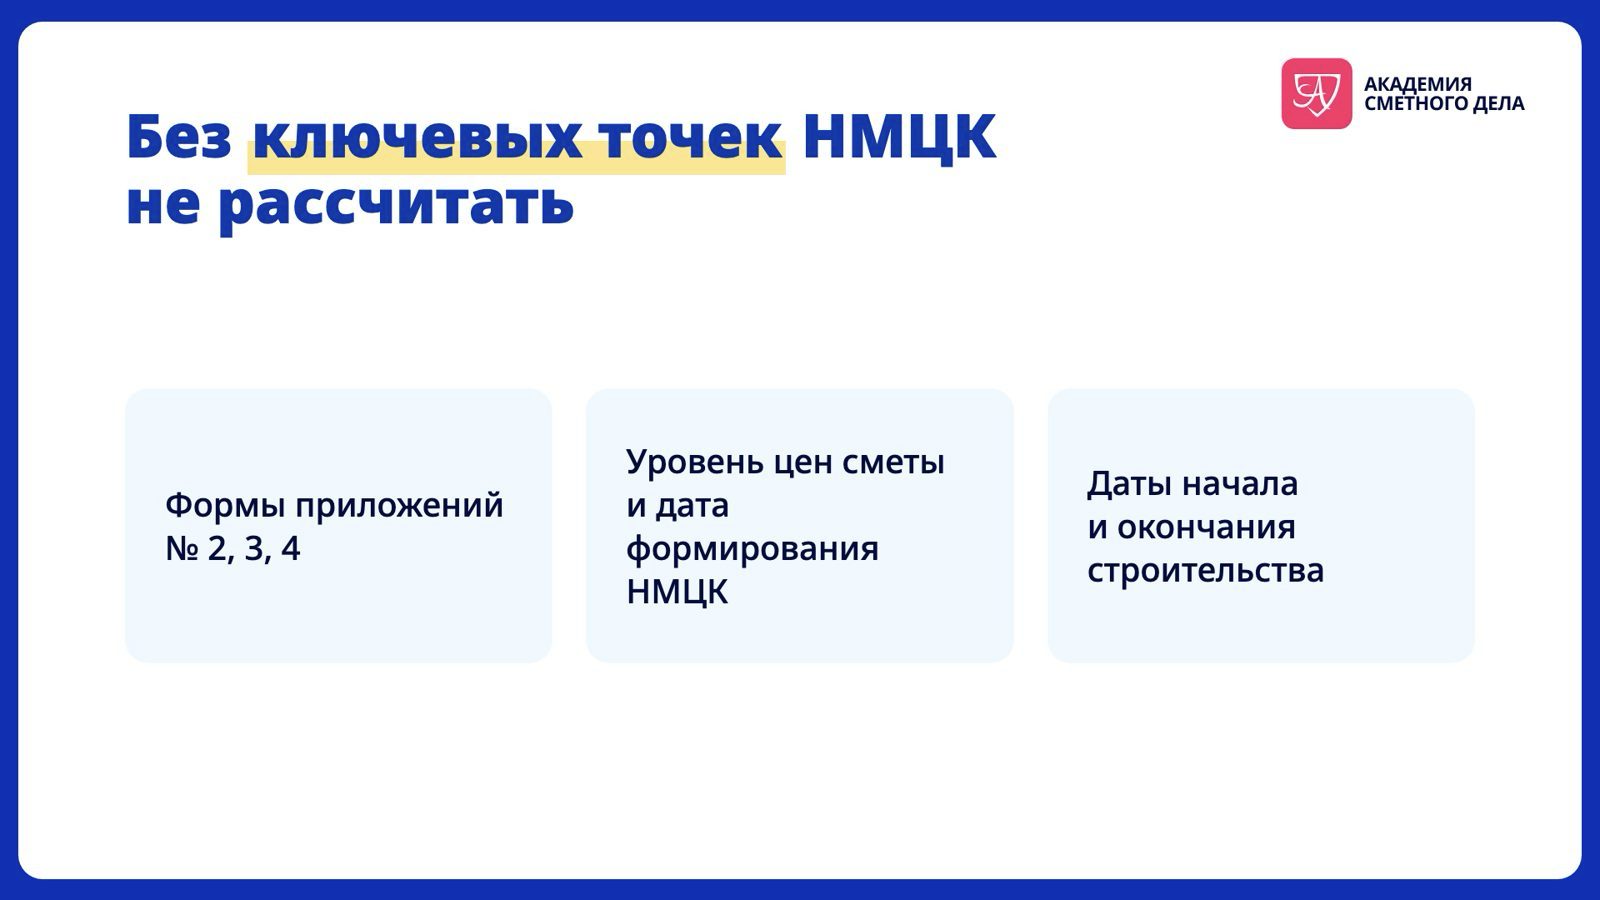 АКАДЕМИЯ
СМЕТНОГО ДЕЛА
Без ключевых точек НМЦК
не рассчитать
Формы приложений
№ 2, 3, 4
Уровень цен сметы
и дата
формирования
НМЦК
Даты начала
и окончания
строительства